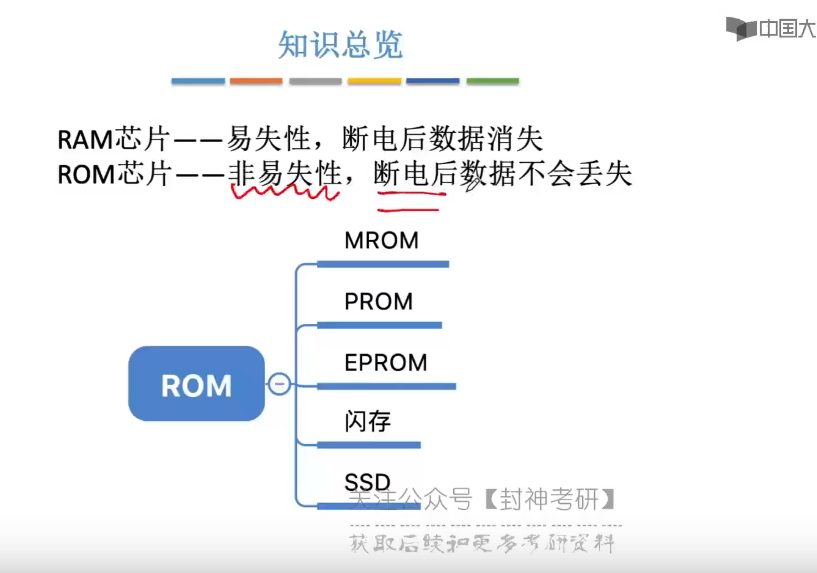 中国大
知识总览
RAM芯片——易失性，断电后数据消失
ROM芯片——非易失性，断电后数据不会丢失
ROM
MROM
PROM
EPROM
闪存
SSD
关注公众号【封神考研】
获取后续和更多考研资料